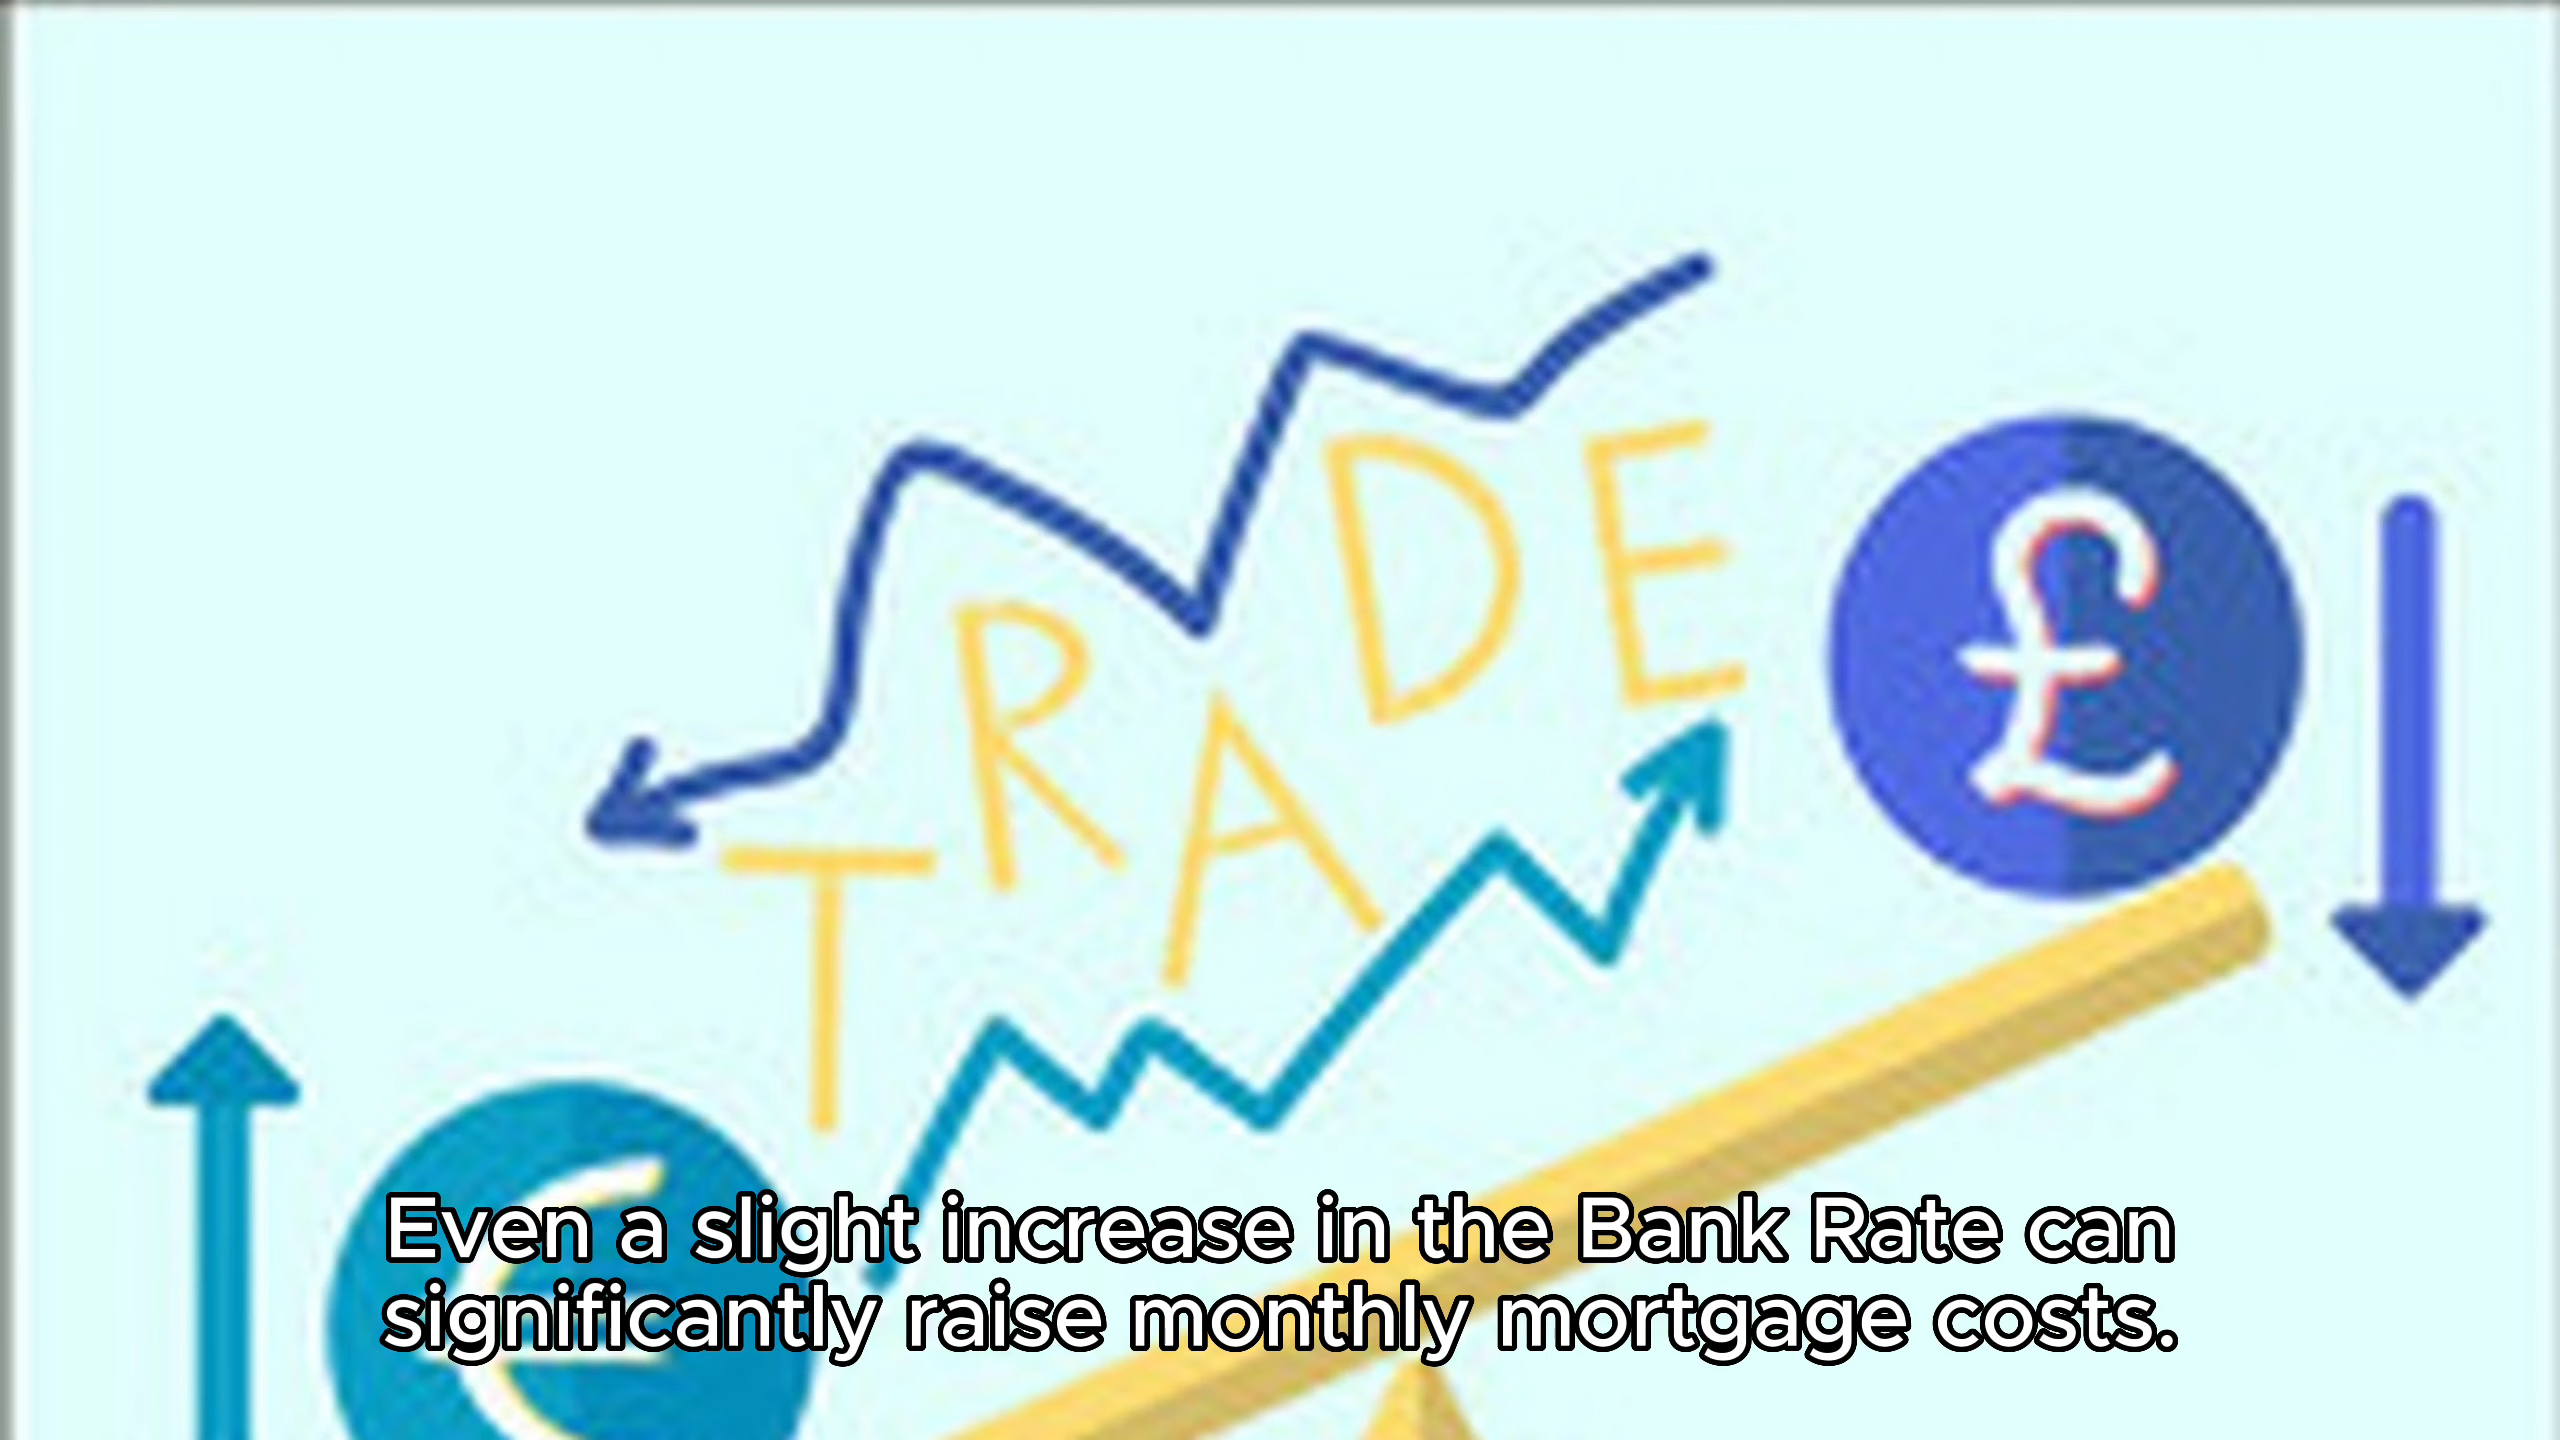 TRADE
£
€
Even a slight increase in the Bank Rate can
significantly raise monthly mortgage costs.